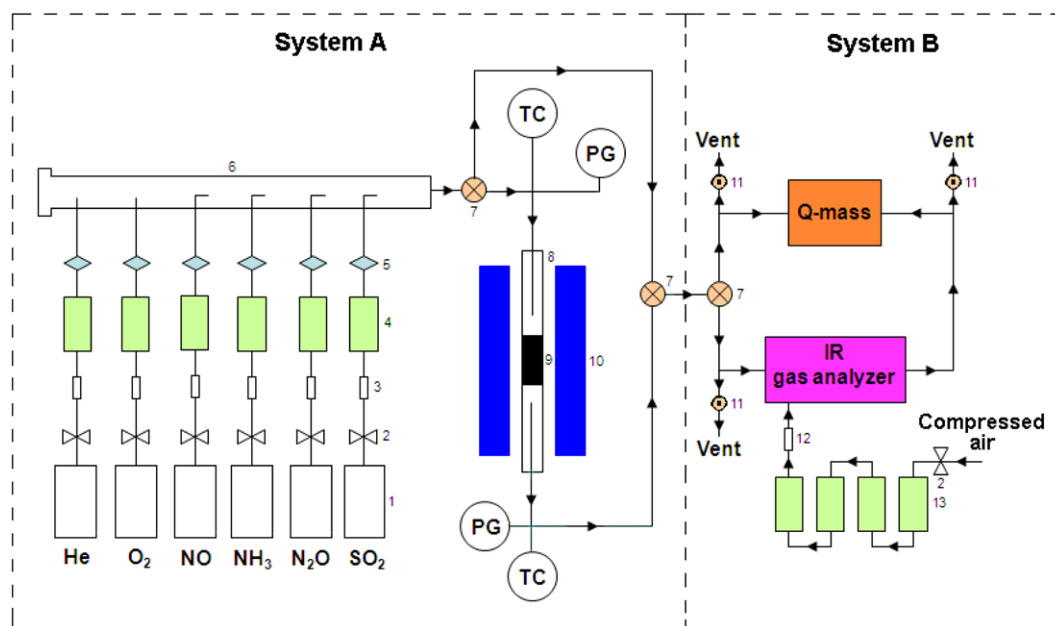 System A
System B
TC
PG
6
7
Vent
Vent
11
11
Q-mass
5
8
7
7
4
9
10
IR
gas analyzer
3
11
Vent
12
Compressed
air
2
2
13
1
He
O₂
NO
NH₃
N₂O
SO₂
PG
TC